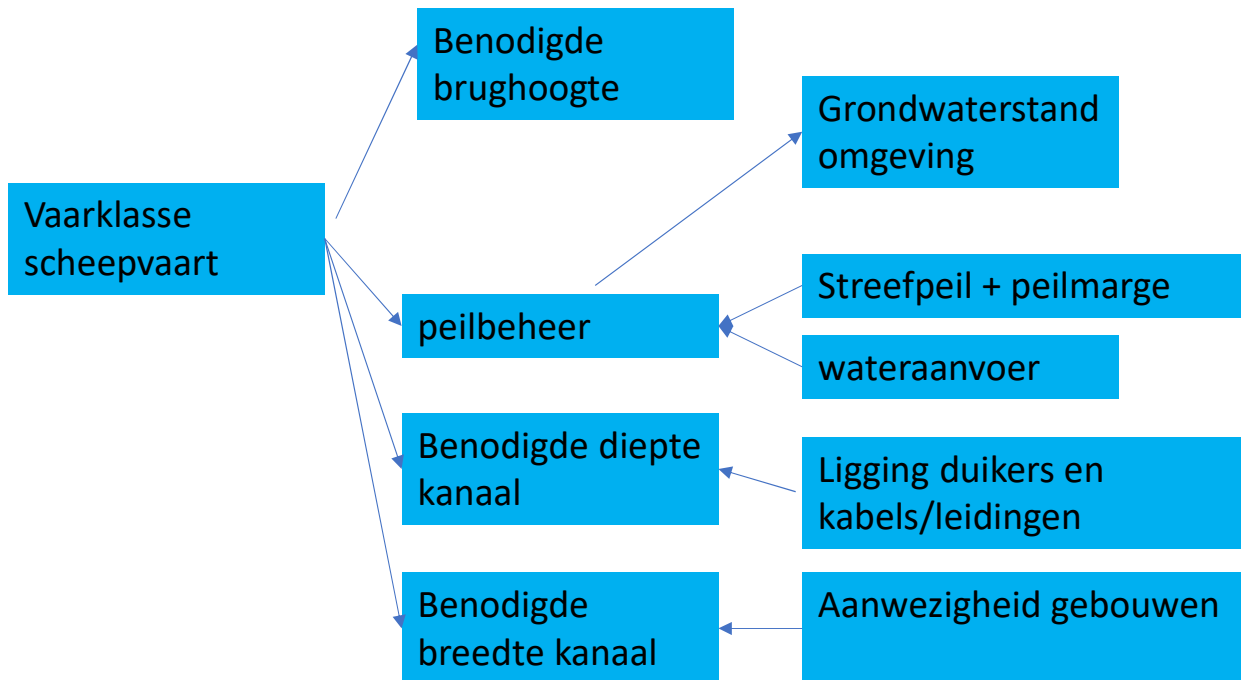 Benodigde
brughoogte
Grondwaterstand
omgeving
Vaarklasse
scheepvaart
Streefpeil + peilmarge
peilbeheer
wateraanvoer
Benodigde diepte
kanaal
Ligging duikers en
kabels/leidingen
Benodigde
breedte kanaal
Aanwezigheid gebouwen